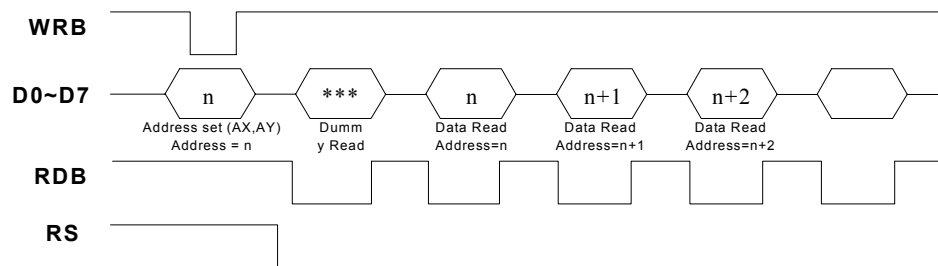 WRB
D0~D7
n
***
n
n+1
n+2
Address set (AX,AY)
Address = n
Dumm
y Read
Data Read
Address=n
Data Read
Address=n+1
Data Read
Address=n+2
RDB
RS